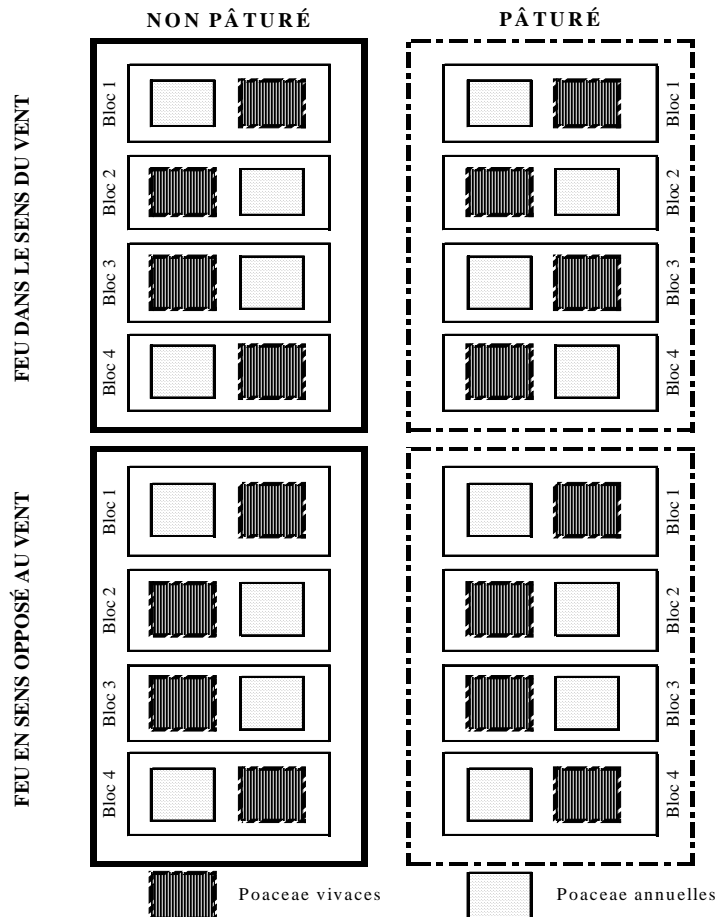 NON PÂTURÉ
PÂTURÉ
FEU DANS LE SENS DU VENT
Bloc 1
Bloc 1
Bloc 2
Bloc 2
Bloc 3
Bloc 3
Bloc 4
Bloc 4
FEU EN SENS OPPOSÉ AU VENT
Bloc 1
Bloc 1
Bloc 2
Bloc 2
Bloc 3
Bloc 3
Bloc 4
Bloc 4
Poaceae vivaces
Poaceae annuelles